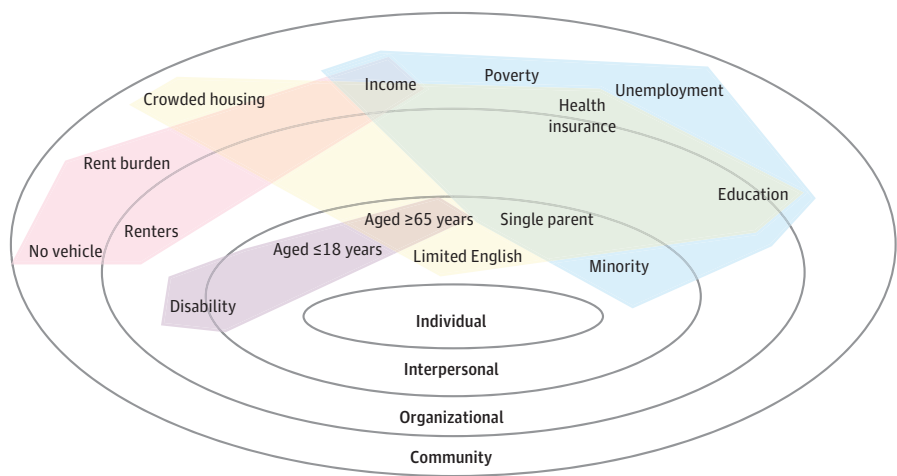 Poverty
Income
Unemployment
Crowded housing
Health
insurance
Rent burden
Education
Aged ≥65 years
Single parent
Renters
No vehicle
Aged ≤18 years
Limited English
Minority
Disability
Individual
Interpersonal
Organizational
Community